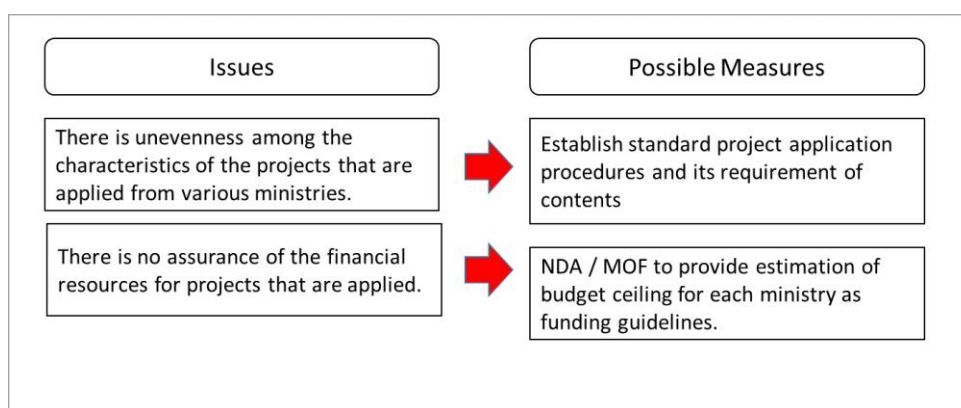 Issues
Possible Measures
There is unevenness among the
characteristics of the projects that are
applied from various ministries.
Establish standard project application
procedures and its requirement of
contents
There is no assurance of the financial
resources for projects that are applied.
NDA / MOF to provide estimation of
budget ceiling for each ministry as
funding guidelines.